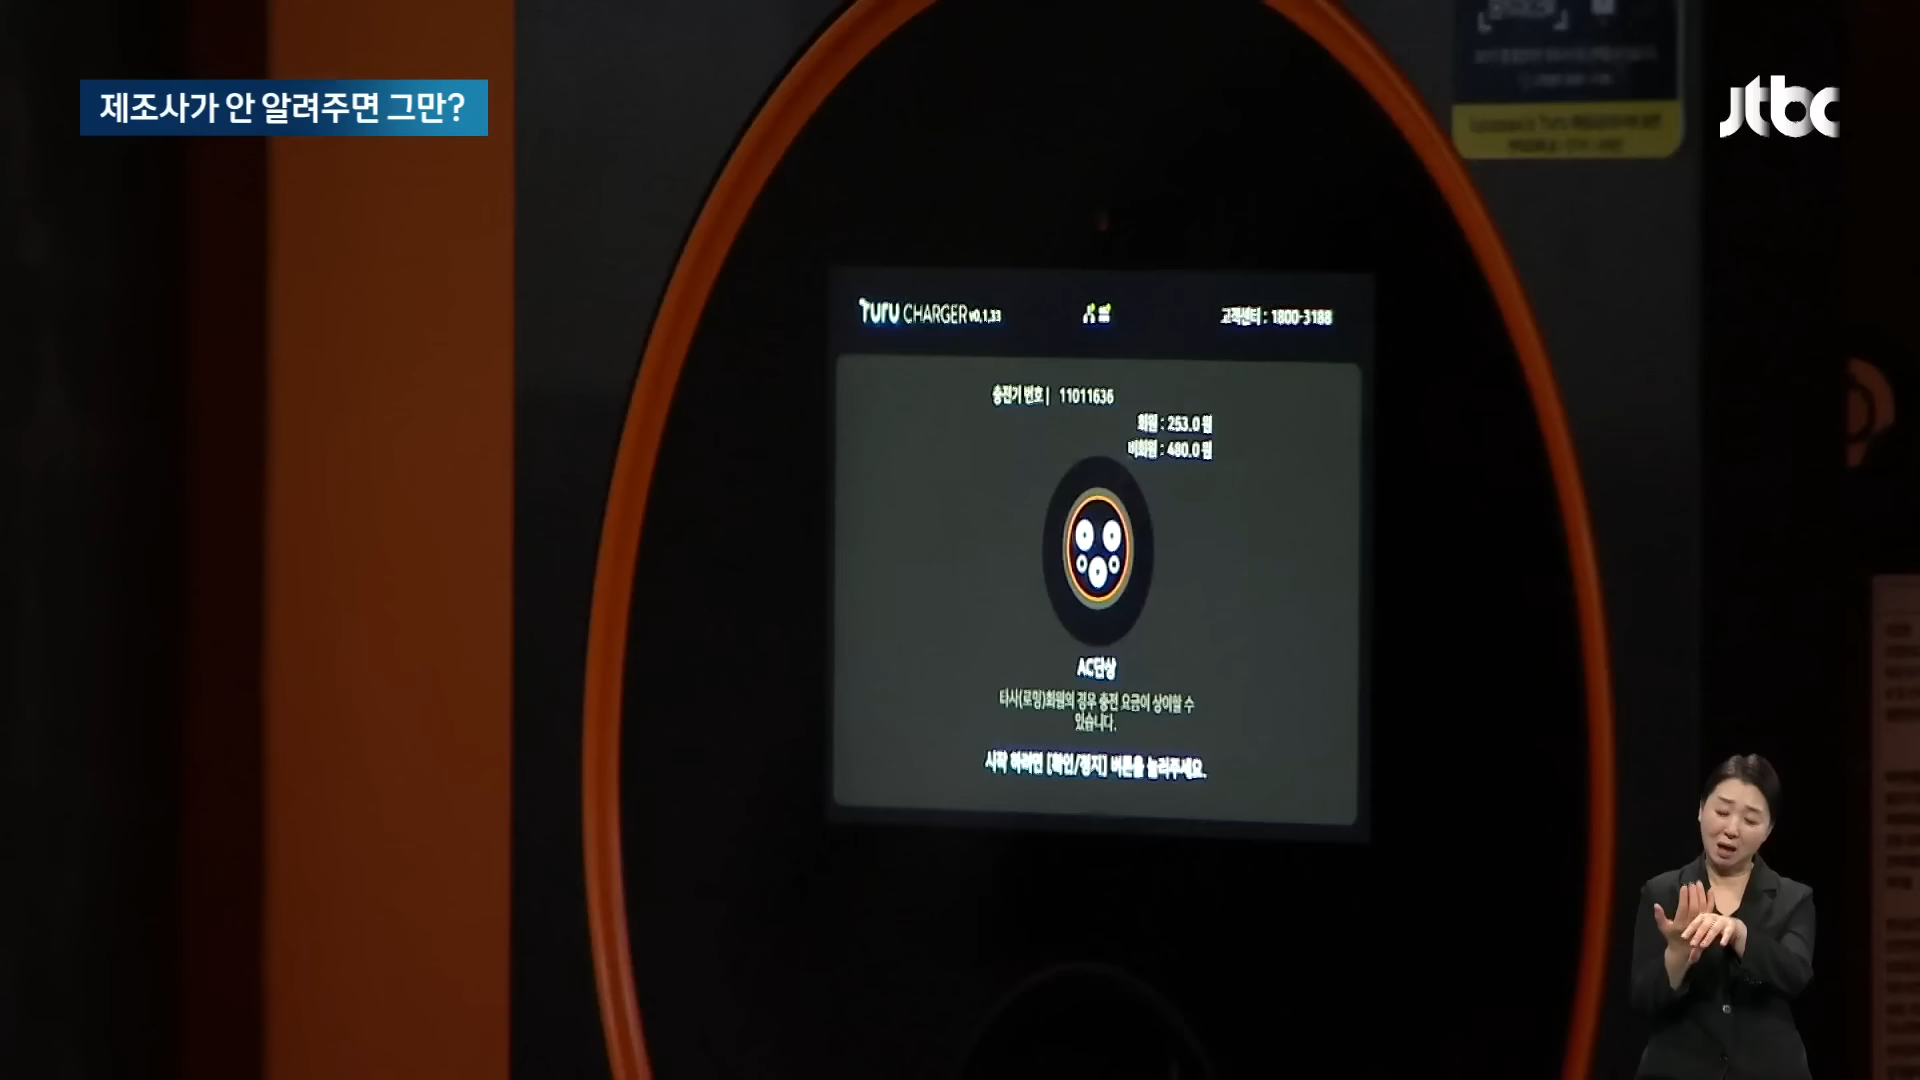 제조사가 안 알려주면 그만?
jtbc
TURU CHARGER v0.1.33
고객센터 : 1800-3188
충전기 번호 | 11011636
회원 : 253.0 원
비회원 : 480.0 원
AC단상
타사(로밍)회원의 경우 충전 요금이 상이할 수
있습니다.
시작 하려면 [확인/정지] 버튼을 눌러주세요.